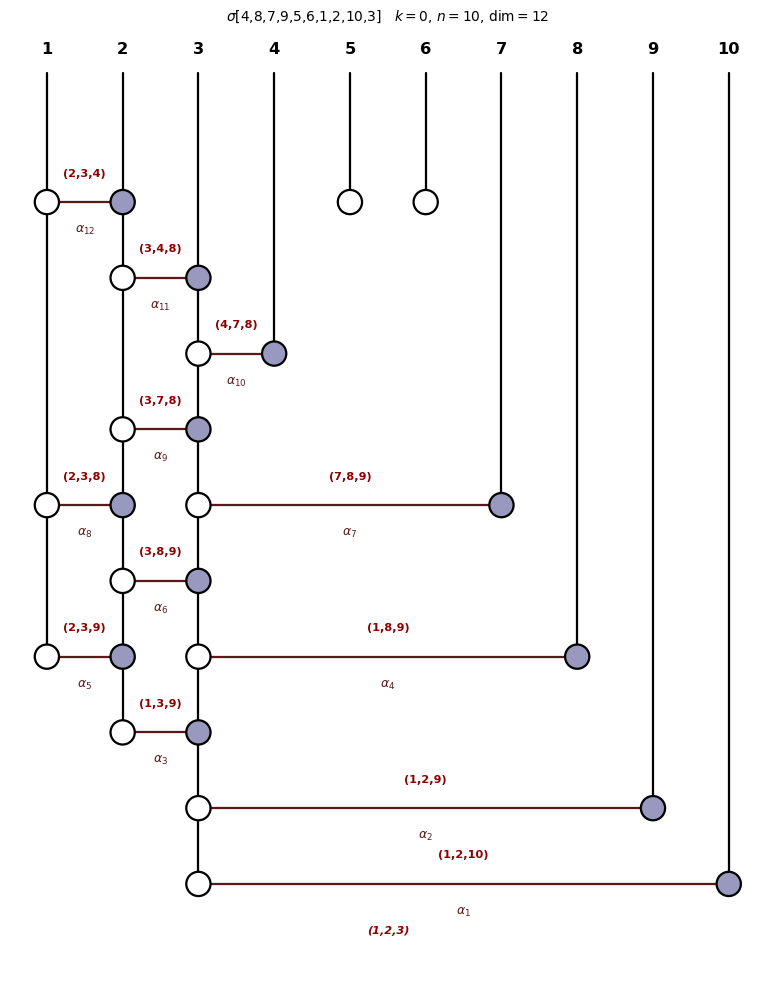 σ[4,8,7,9,5,6,1,2,10,3]   k = 0, n = 10, dim = 12
1 2 3 4 5 6 7 8 9 10
(2,3,4)
α12
(3,4,8)
α11
(4,7,8)
α10
(3,7,8)
α9
(2,3,8) (7,8,9)
α8 α7
(3,8,9)
α6
(2,3,9) (1,8,9)
α5 α4
(1,3,9)
α3
(1,2,9)
α2
(1,2,10)
α1
(1,2,3)